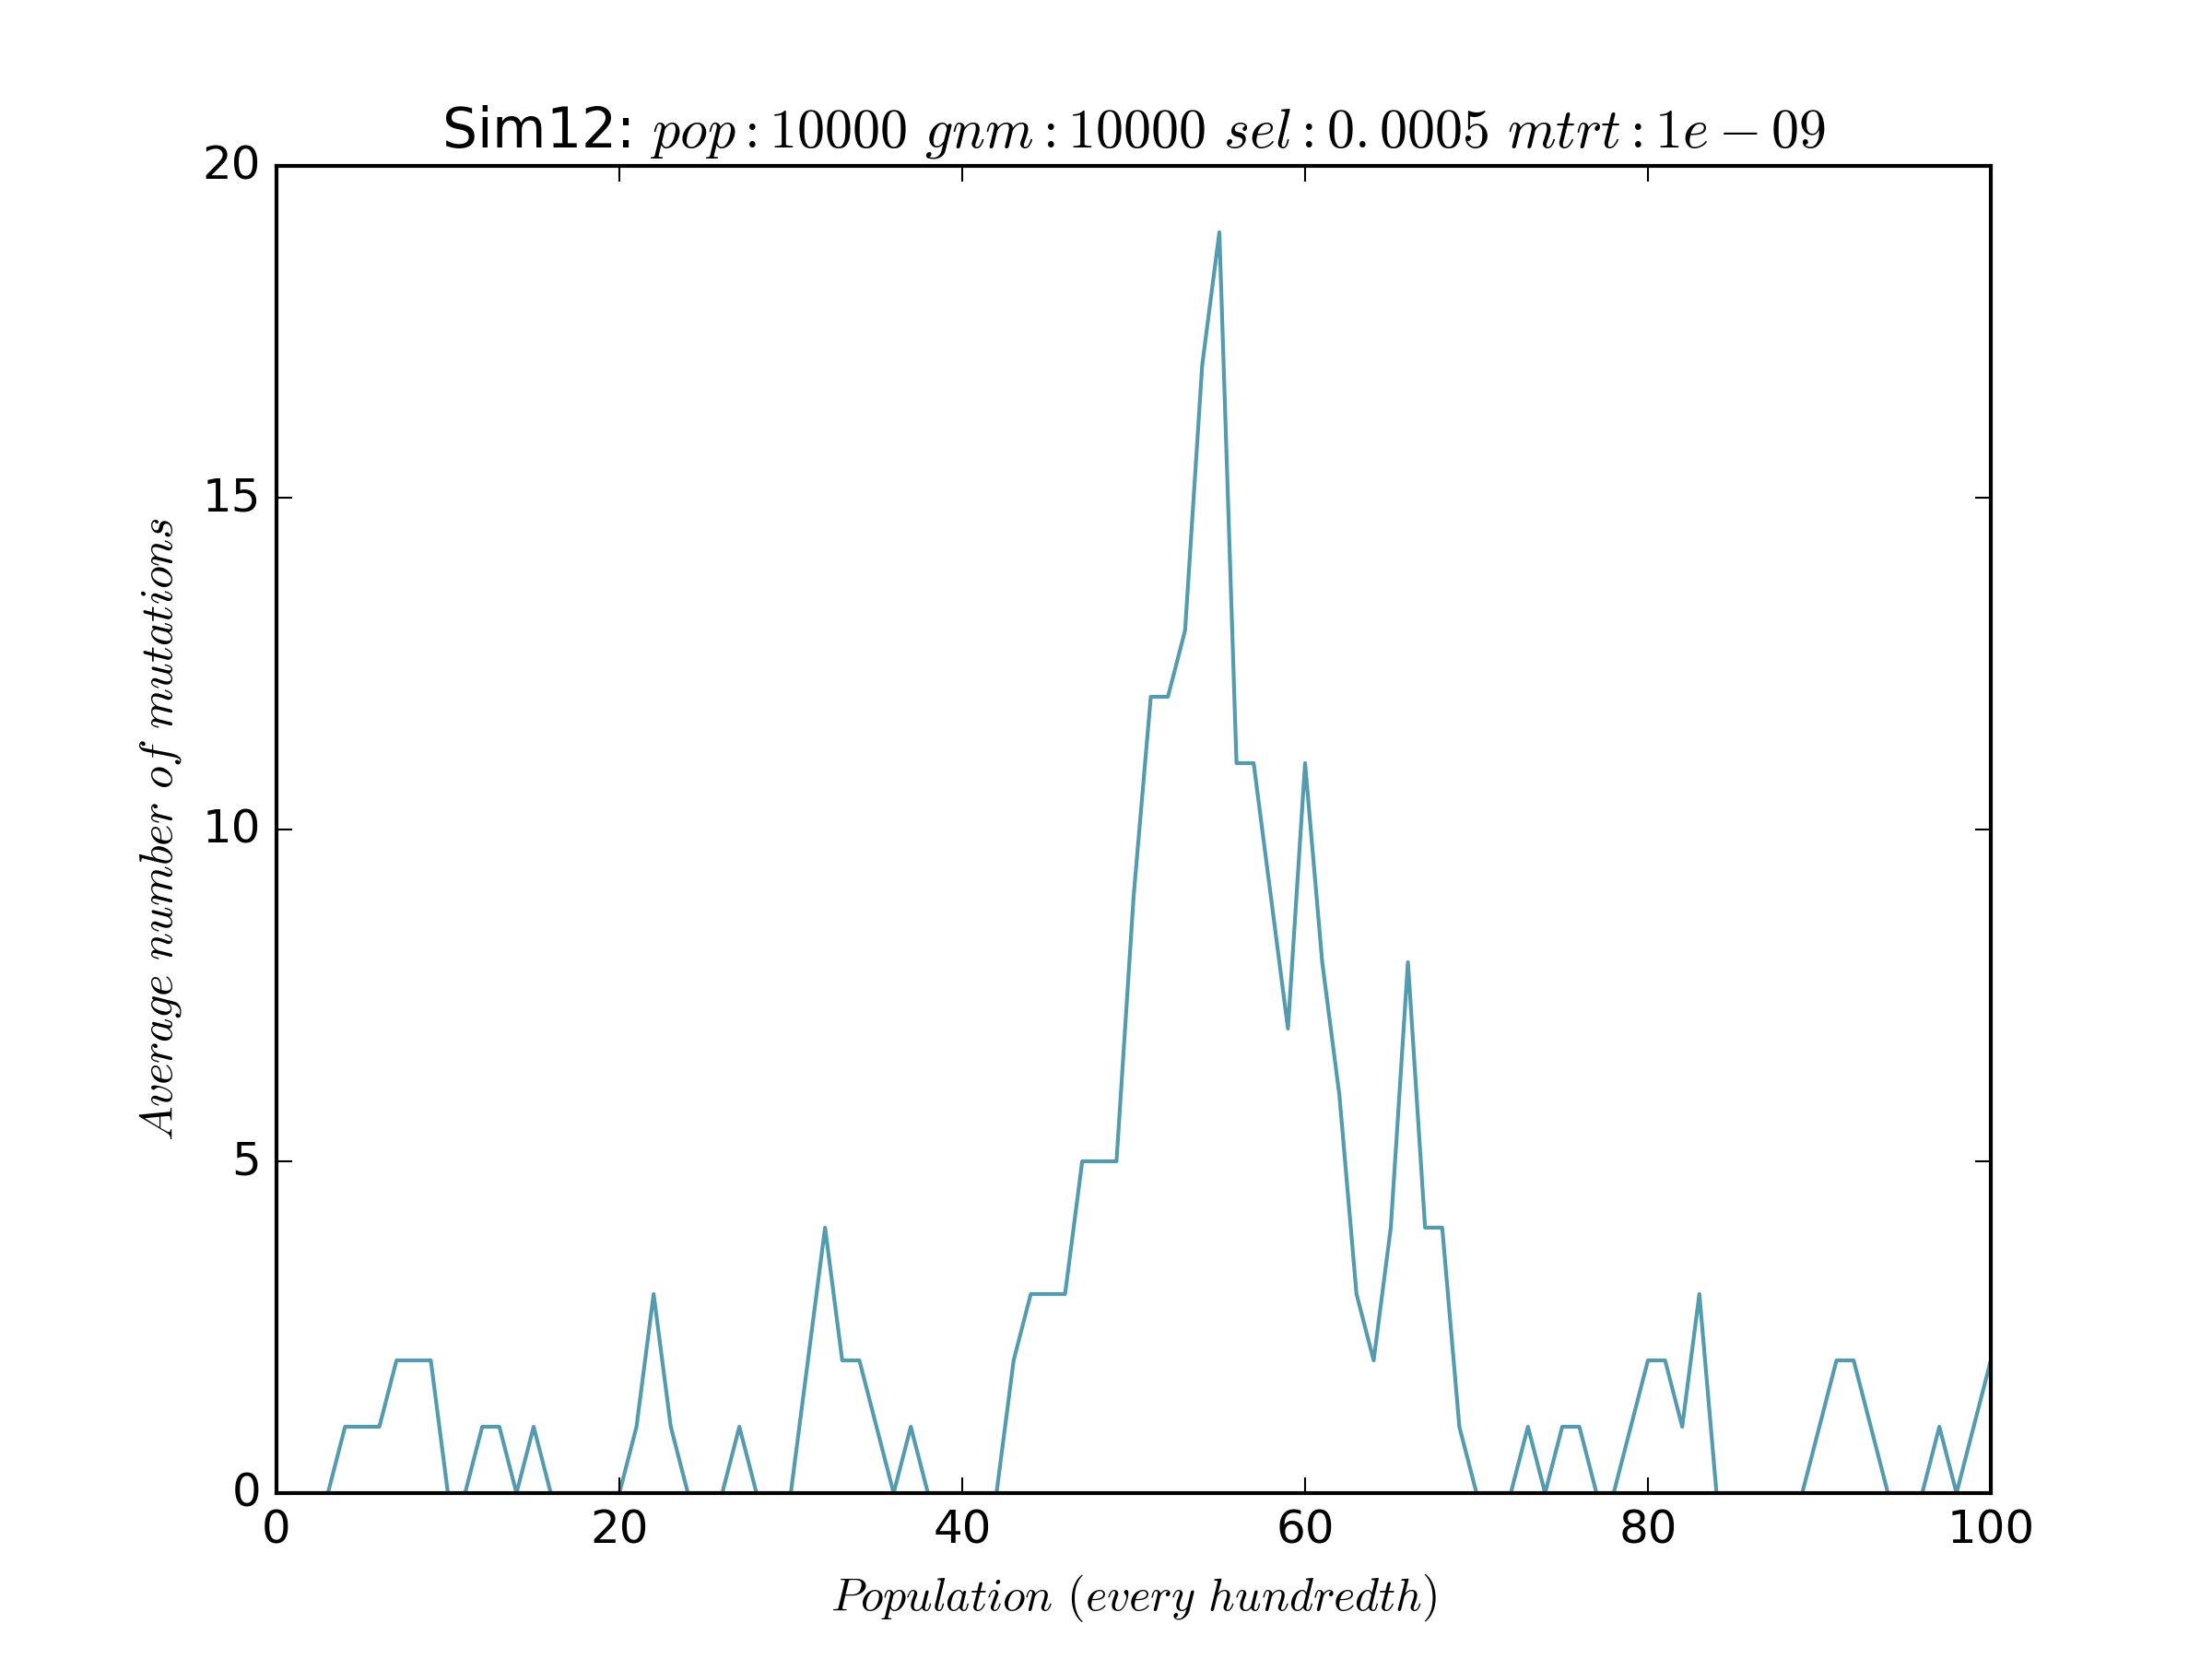 Sim12: pop : 10000 gnm : 10000 sel : 0.0005 mtrt : 1e − 09
20
15
10
5
0
Average number of mutations
0 20 40 60 80 100
Population (every hundredth)